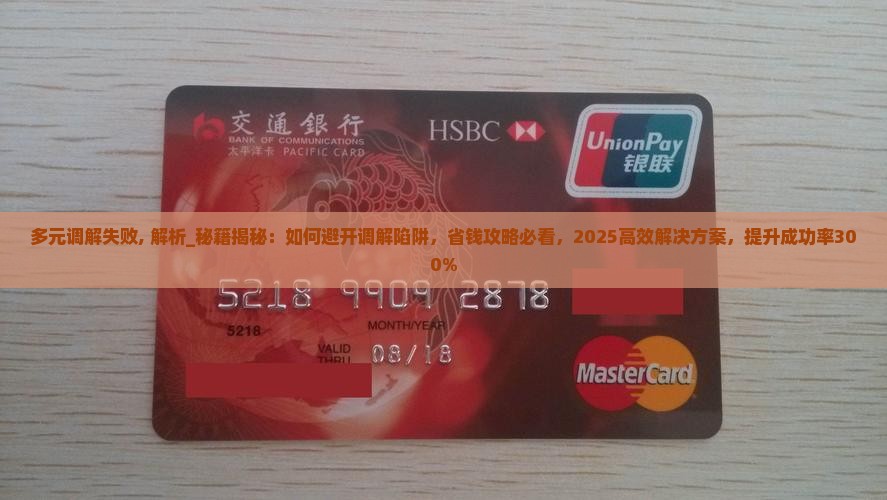 交通銀行
BANK OF COMMUNICATIONS
太平洋卡 PACIFIC CARD
HSBC
UnionPay
银联
多元调解失败, 解析_秘籍揭秘：如何避开调解陷阱，省钱攻略必看，2025高效解决方案，提升成功率30
0%
5218 9909 2878
5218
MONTH/YEAR
VALID
THRU
08/18
MasterCard